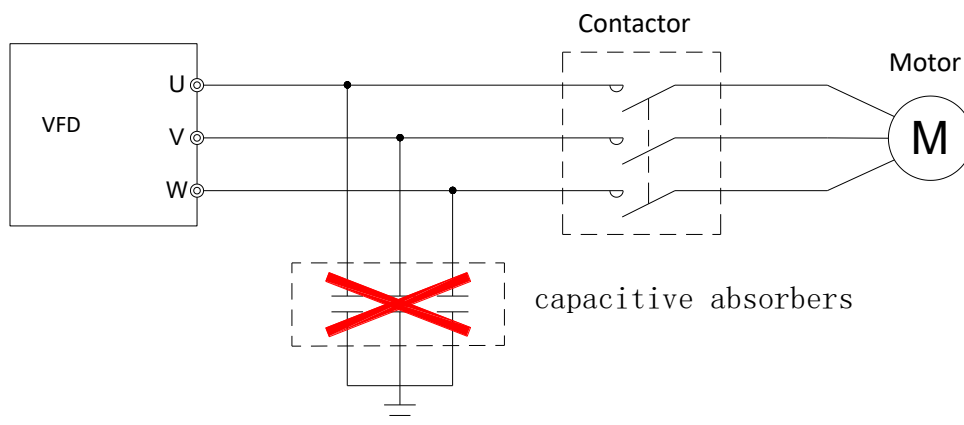 Contactor
Motor
U
VFD
V
M
W
capacitive absorbers